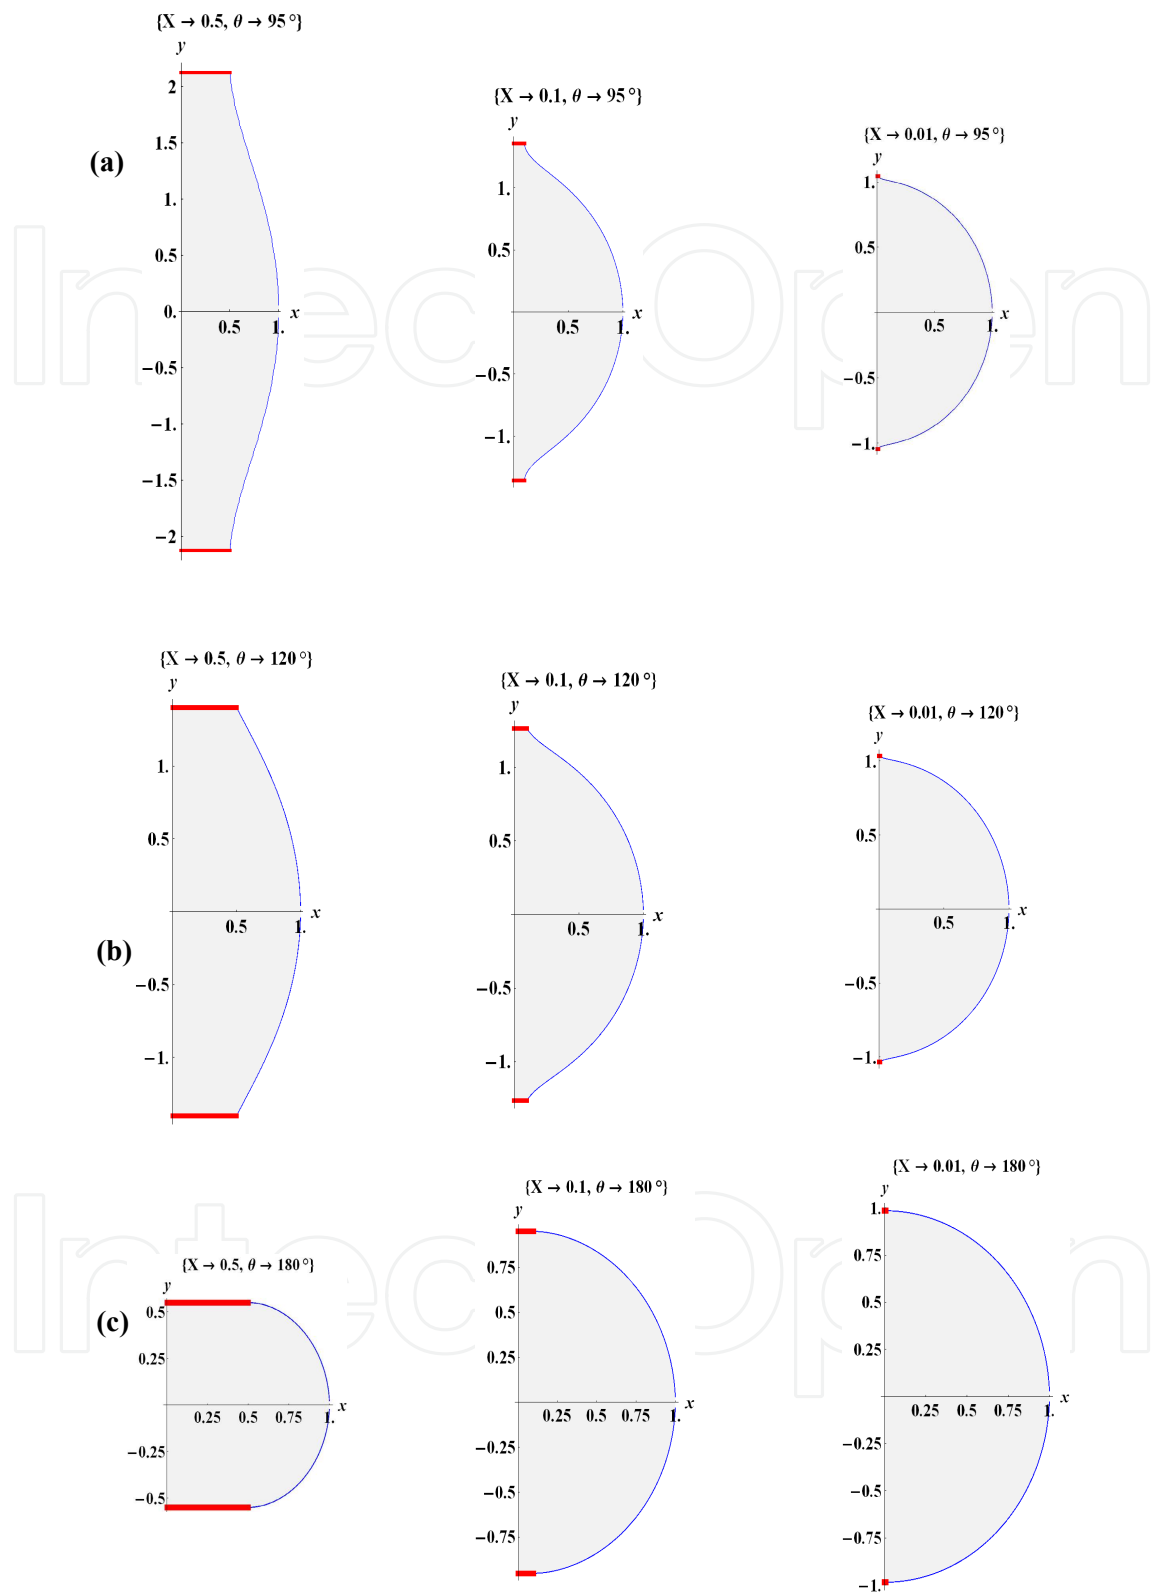 {X → 0.5, θ → 95 °}
y
2
1.5
1.
0.5
0.
−0.5
−1.
−1.5
−2
0.5
1.
x
(a)
{X → 0.1, θ → 95 °}
y
1.
0.5
−0.5
−1.
0.5
1.
x
{X → 0.01, θ → 95 °}
y
1.
0.5
−0.5
−1.
0.5
1.
x
IntechOpen
{X → 0.5, θ → 120 °}
y
1.
0.5
−0.5
−1.
0.5
1.
x
(b)
{X → 0.1, θ → 120 °}
y
1.
0.5
−0.5
−1.
0.5
1.
x
{X → 0.01, θ → 120 °}
y
1.
0.5
−0.5
−1.
0.5
1.
x
{X → 0.5, θ → 180 °}
y
0.5
0.25
−0.25
−0.5
0.25
0.5
0.75
1.
x
(c)
{X → 0.1, θ → 180 °}
y
0.75
0.5
0.25
−0.25
−0.5
−0.75
0.25
0.5
0.75
1.
x
{X → 0.01, θ → 180 °}
y
1.
0.75
0.5
0.25
−0.25
−0.5
−0.75
−1.
0.25
0.5
0.75
1.
x
IntechOpen